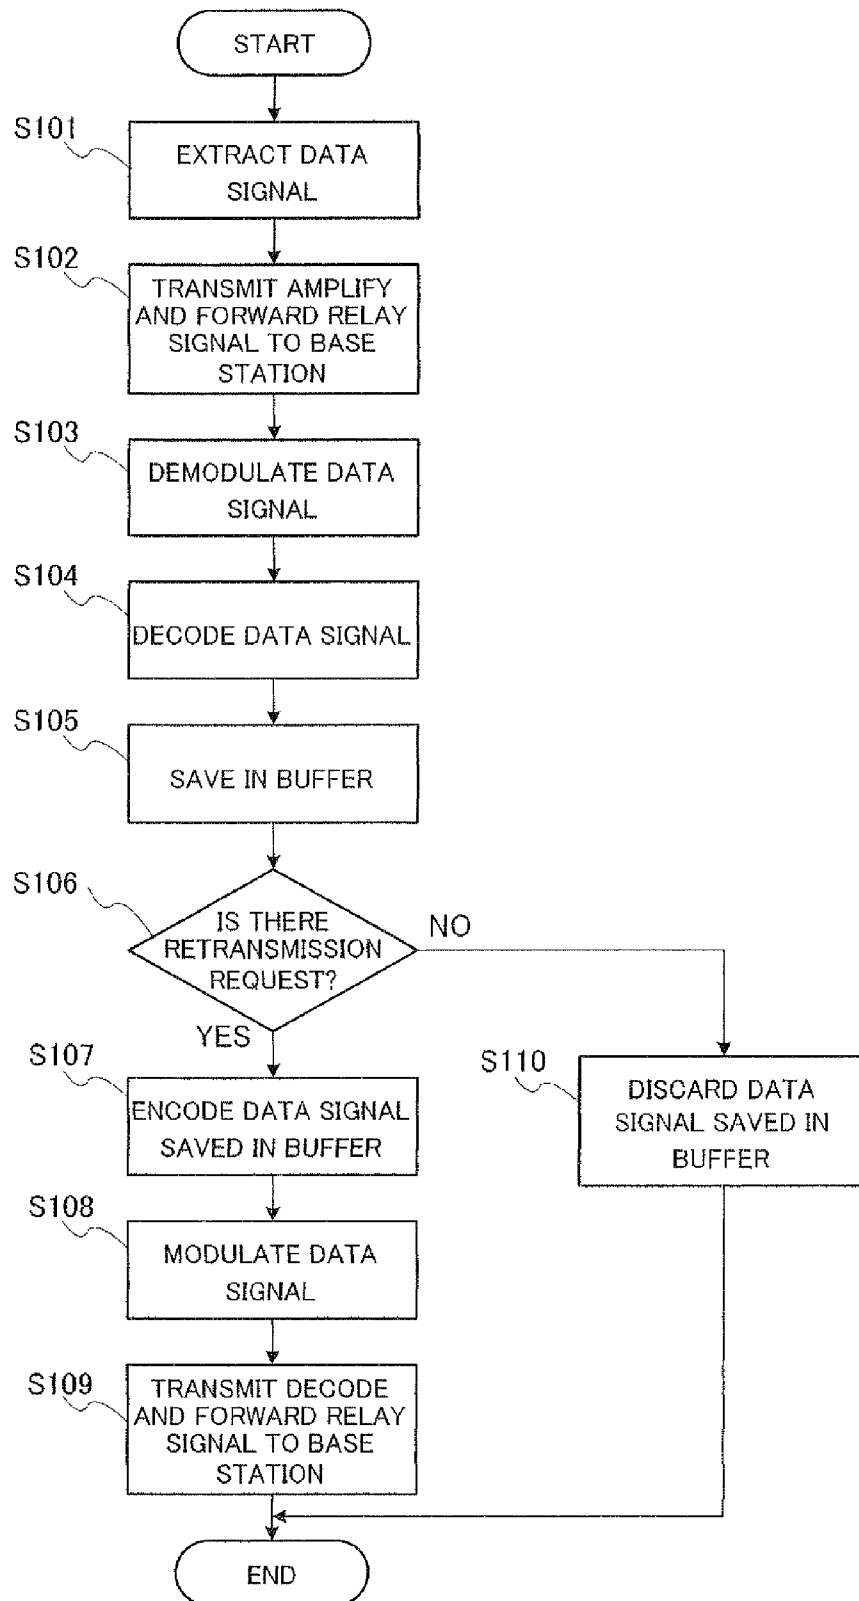 START
S101
EXTRACT DATA
SIGNAL
S102
TRANSMIT AMPLIFY
AND FORWARD RELAY
SIGNAL TO BASE
STATION
S103
DEMODULATE DATA
SIGNAL
S104
DECODE DATA SIGNAL
S105
SAVE IN BUFFER
S106
IS THERE
RETRANSMISSION
REQUEST?
NO
YES
S107
ENCODE DATA SIGNAL
SAVED IN BUFFER
S110
DISCARD DATA
SIGNAL SAVED IN
BUFFER
S108
MODULATE DATA
SIGNAL
S109
TRANSMIT DECODE
AND FORWARD RELAY
SIGNAL TO BASE
STATION
END